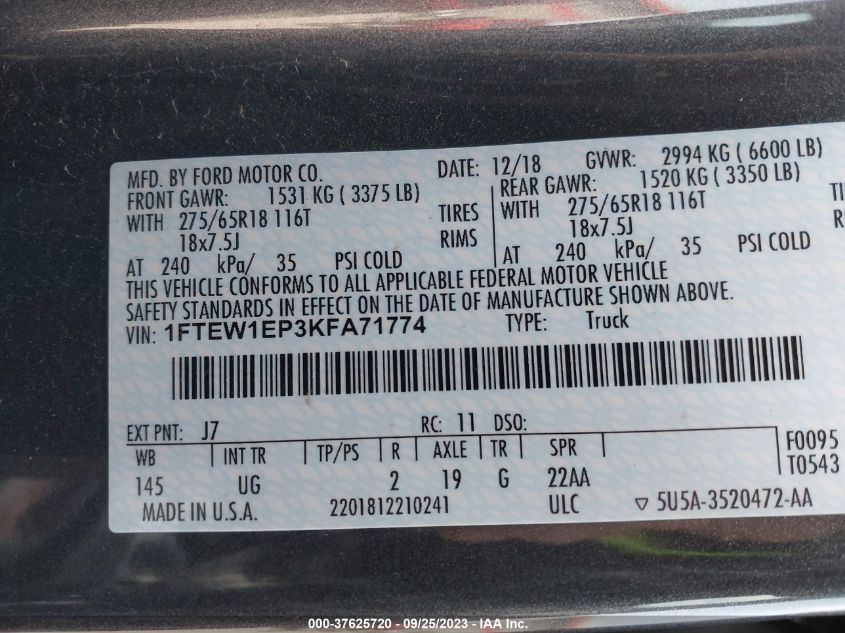 MFD. BY FORD MOTOR CO. DATE: 12/18 GVWR: 2994 KG ( 6600 LB)
FRONT GAWR: 1531 KG ( 3375 LB) REAR GAWR: 1520 KG ( 3350 LB)
WITH 275/65R18 116T TIRES WITH 275/65R18 116T
18x7.5J RIMS 18x7.5J
AT 240 kPa/ 35 PSI COLD AT 240 kPa/ 35 PSI COLD
THIS VEHICLE CONFORMS TO ALL APPLICABLE FEDERAL MOTOR VEHICLE
SAFETY STANDARDS IN EFFECT ON THE DATE OF MANUFACTURE SHOWN ABOVE.
VIN: 1FTEW1EP3KFA71774 TYPE: Truck
EXT PNT: J7 RC: 11 DSO:
WB INT TR TP/PS R AXLE TR SPR F0095
145 UG 2 19 G 22AA T0543
MADE IN U.S.A. 2201812210241 ULC ▽ 5U5A-3520472-AA
000-37625720 - 09/25/2023 - IAA, Inc.